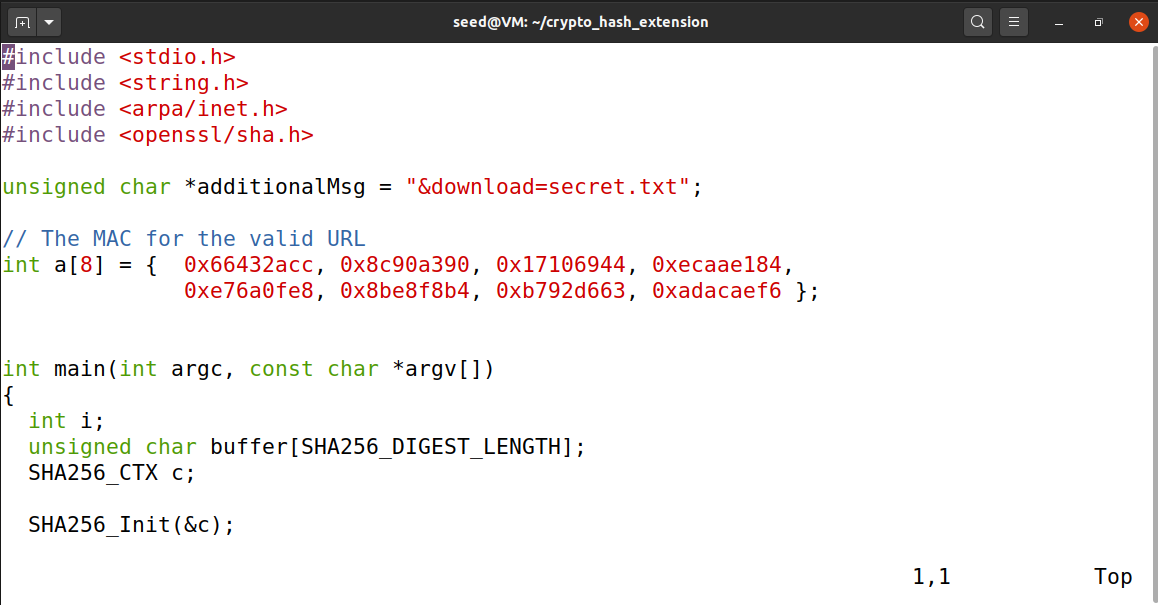 seed@VM: ~/crypto_hash_extension
#include <stdio.h>
#include <string.h>
#include <arpa/inet.h>
#include <openssl/sha.h>
unsigned char *additionalMsg = "&download=secret.txt";
// The MAC for the valid URL
int a[8] = {  0x66432acc, 0x8c90a390, 0x17106944, 0xecaae184,
              0xe76a0fe8, 0x8be8f8b4, 0xb792d663, 0xadacaef6 };
int main(int argc, const char *argv[])
{
  int i;
  unsigned char buffer[SHA256_DIGEST_LENGTH];
  SHA256_CTX c;
  SHA256_Init(&c);
1,1 Top